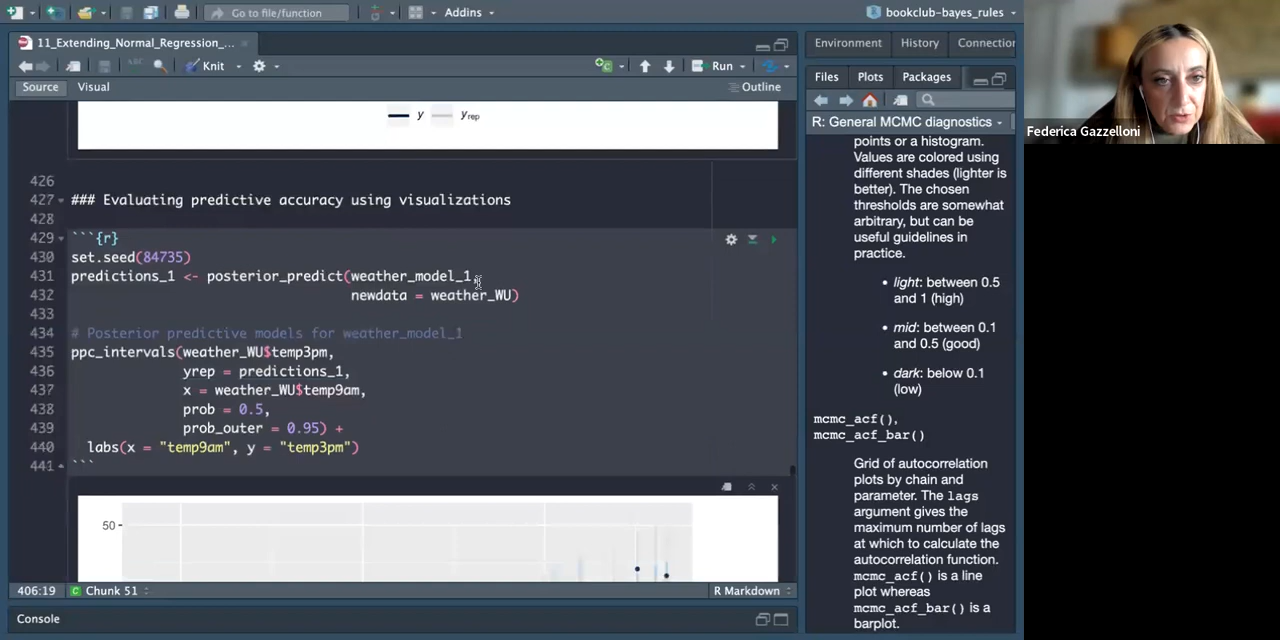 Go to file/function
Addins
bookclub-bayes_rules
11_Extending_Normal_Regression_...
Knit
Run
Source
Visual
Outline
y
yrep
426
427 ### Evaluating predictive accuracy using visualizations
428
429 ```{r}
430 set.seed(84735)
431 predictions_1 <- posterior_predict(weather_model_1,
432 newdata = weather_WU)
433
434 # Posterior predictive models for weather_model_1
435 ppc_intervals(weather_WU$temp3pm,
436 yrep = predictions_1,
437 x = weather_WU$temp9am,
438 prob = 0.5,
439 prob_outer = 0.95) +
440 labs(x = "temp9am", y = "temp3pm")
441 ```
50
406:19
Chunk 51
R Markdown
Console
Environment
History
Connection
Files
Plots
Packages
R: General MCMC diagnostics
points or a histogram.
Values are colored using
different shades (lighter is
better). The chosen
thresholds are somewhat
arbitrary, but can be
useful guidelines in
practice.
• light: between 0.5
and 1 (high)
• mid: between 0.1
and 0.5 (good)
• dark: below 0.1
(low)
mcmc_acf(),
mcmc_acf_bar()
Grid of autocorrelation
plots by chain and
parameter. The lags
argument gives the
maximum number of lags
at which to calculate the
autocorrelation function.
mcmc_acf() is a line
plot whereas
mcmc_acf_bar() is a
barplot.
Federica Gazzelloni